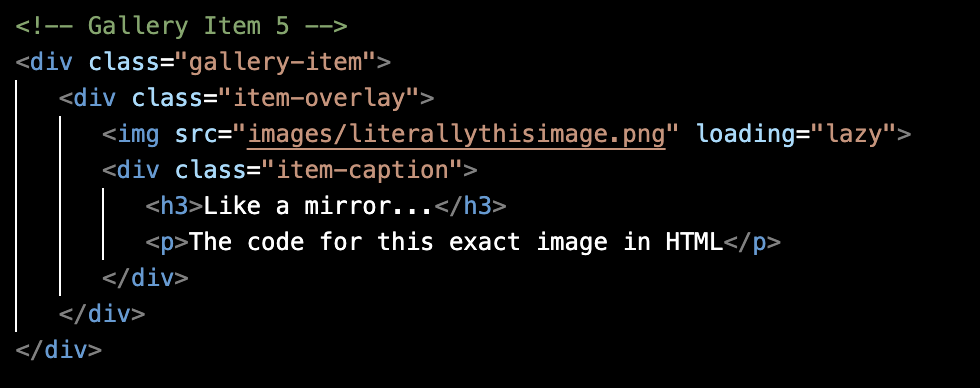 <!-- Gallery Item 5 -->
<div class="gallery-item">
<div class="item-overlay">
<img src="images/literallythisimage.png" loading="lazy">
<div class="item-caption">
<h3>Like a mirror...</h3>
<p>The code for this exact image in HTML</p>
</div>
</div>
</div>